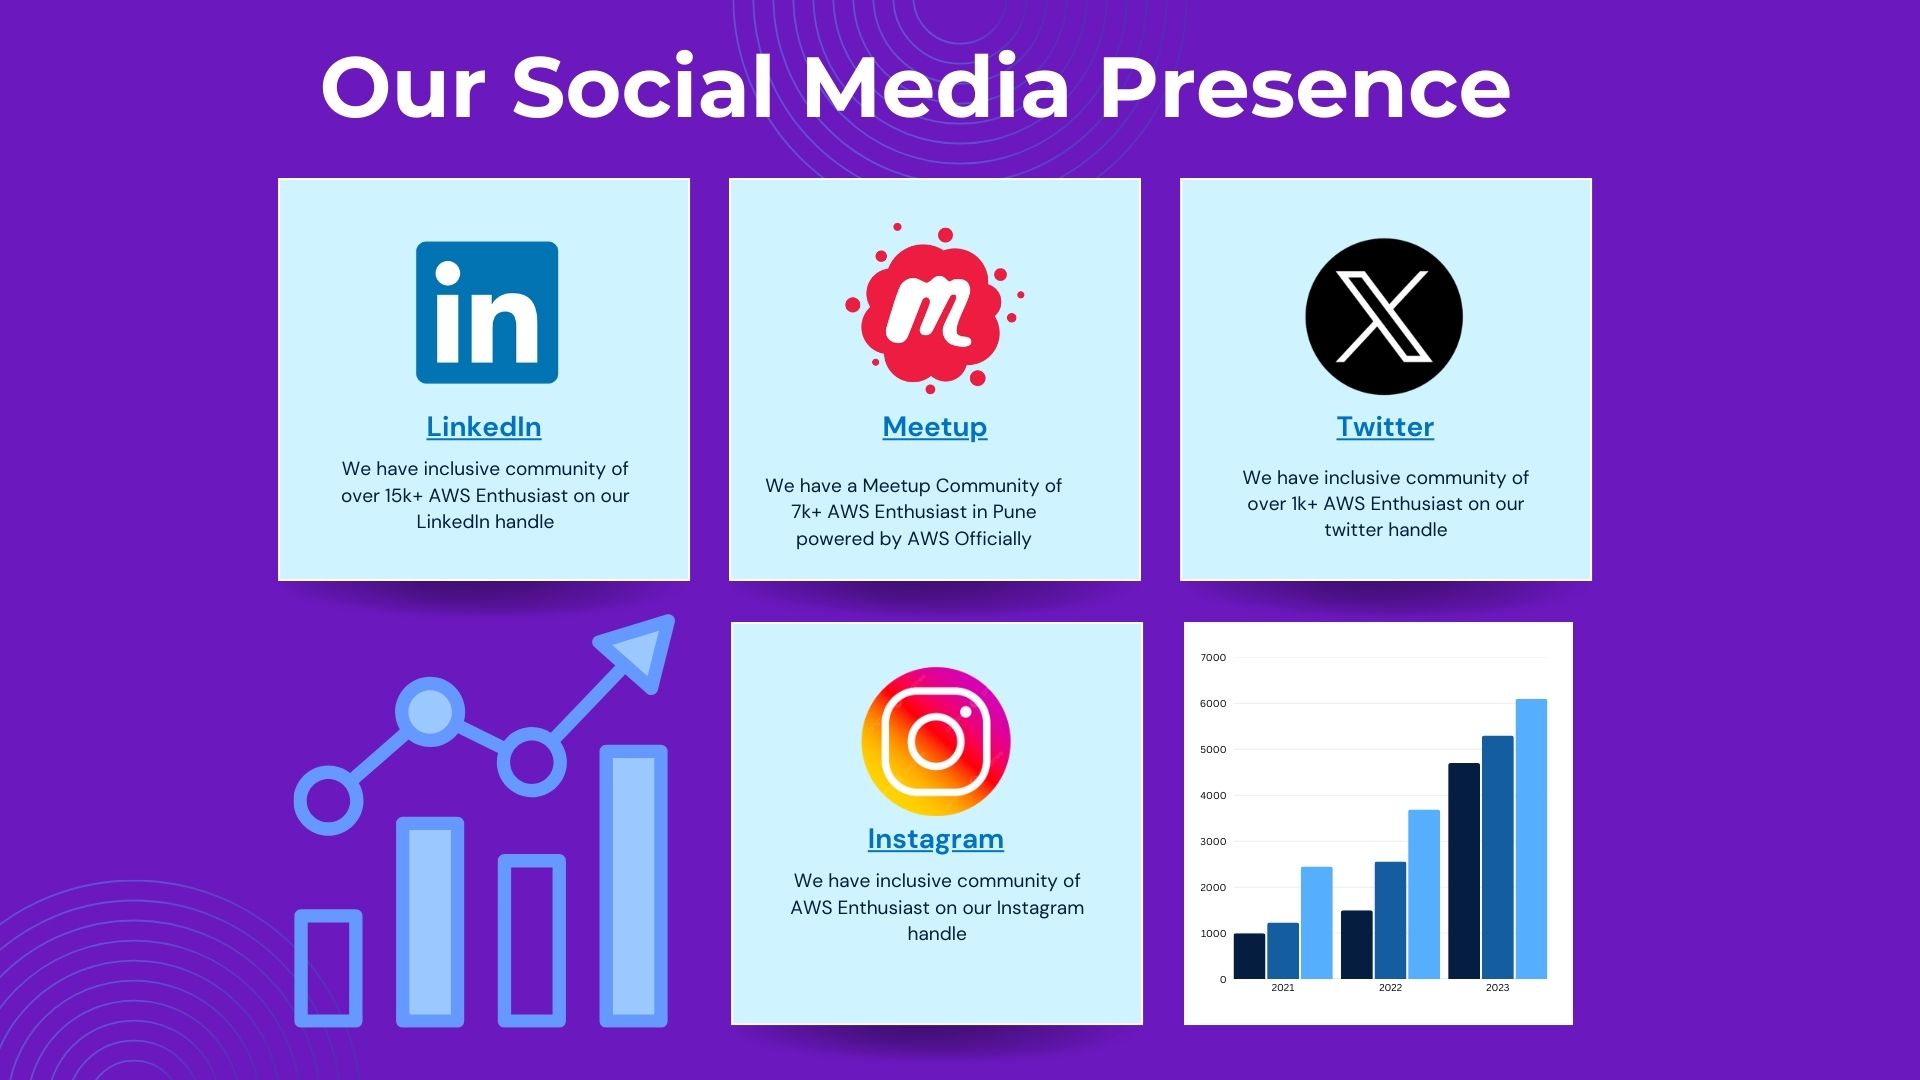 Our Social Media Presence
in
m
X
LinkedIn
We have inclusive community of
over 15k+ AWS Enthusiast on our
LinkedIn handle
Meetup
We have a Meetup Community of
7k+ AWS Enthusiast in Pune
powered by AWS Officially
Twitter
We have inclusive community of
over 1k+ AWS Enthusiast on our
twitter handle
Instagram
We have inclusive community of
AWS Enthusiast on our Instagram
handle
7000
6000
5000
4000
3000
2000
1000
0
2021
2022
2023